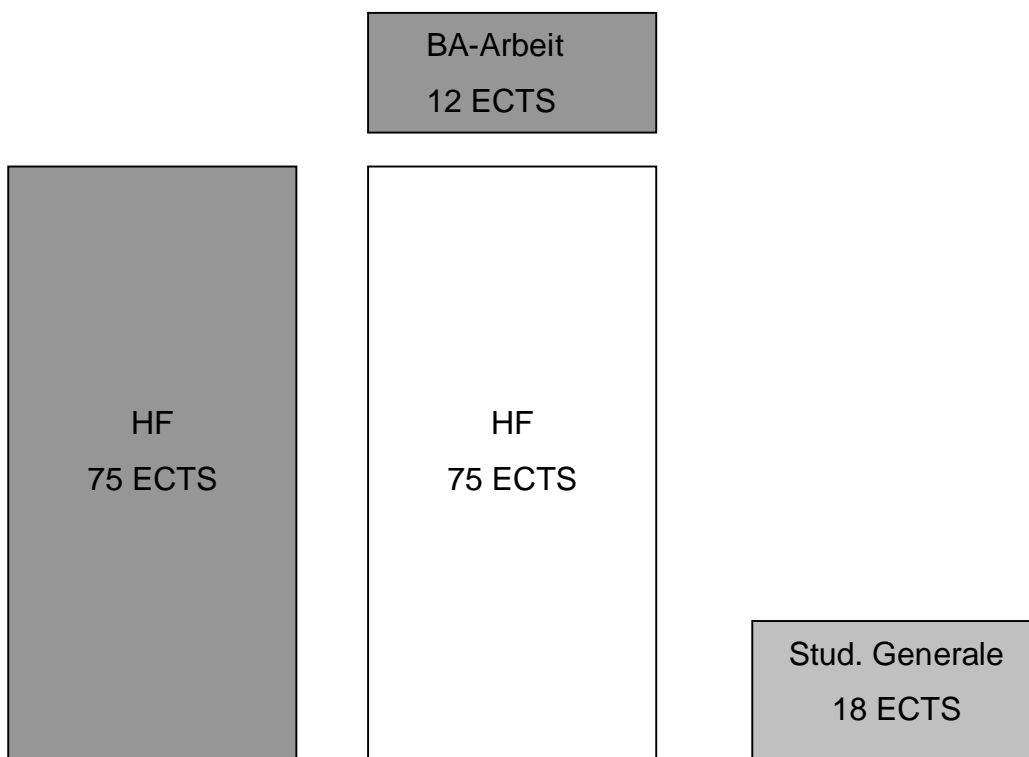 BA-Arbeit
12 ECTS
HF
75 ECTS
HF
75 ECTS
Stud. Generale
18 ECTS